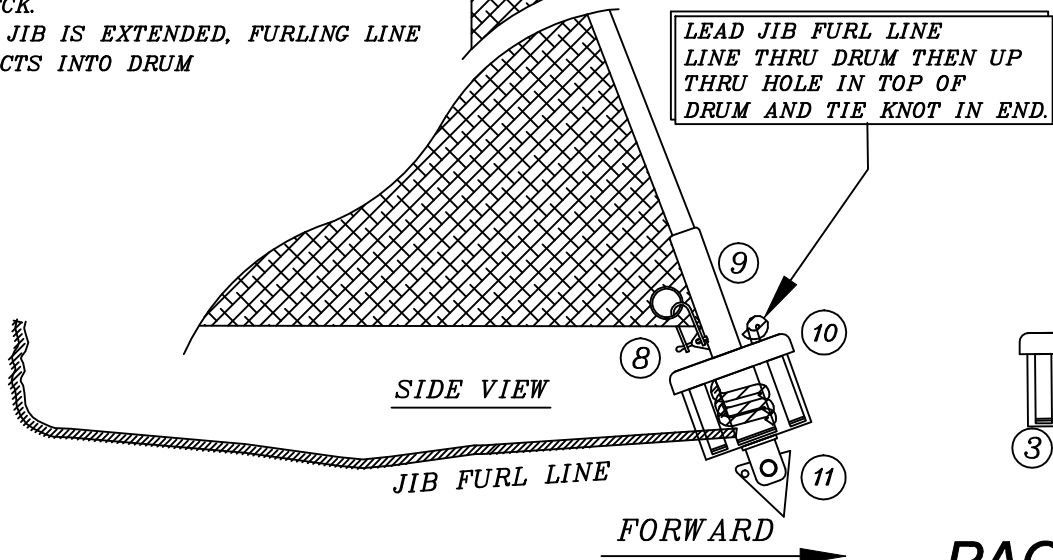 JIB IS EXTENDED, FURLING LINE
INTO DRUM
LEAD JIB FURL LINE
LINE THRU DRUM THEN UP
THRU HOLE IN TOP OF
DRUM AND TIE KNOT IN END.
9
10
8
3
SIDE VIEW
JIB FURL LINE
11
FORWARD